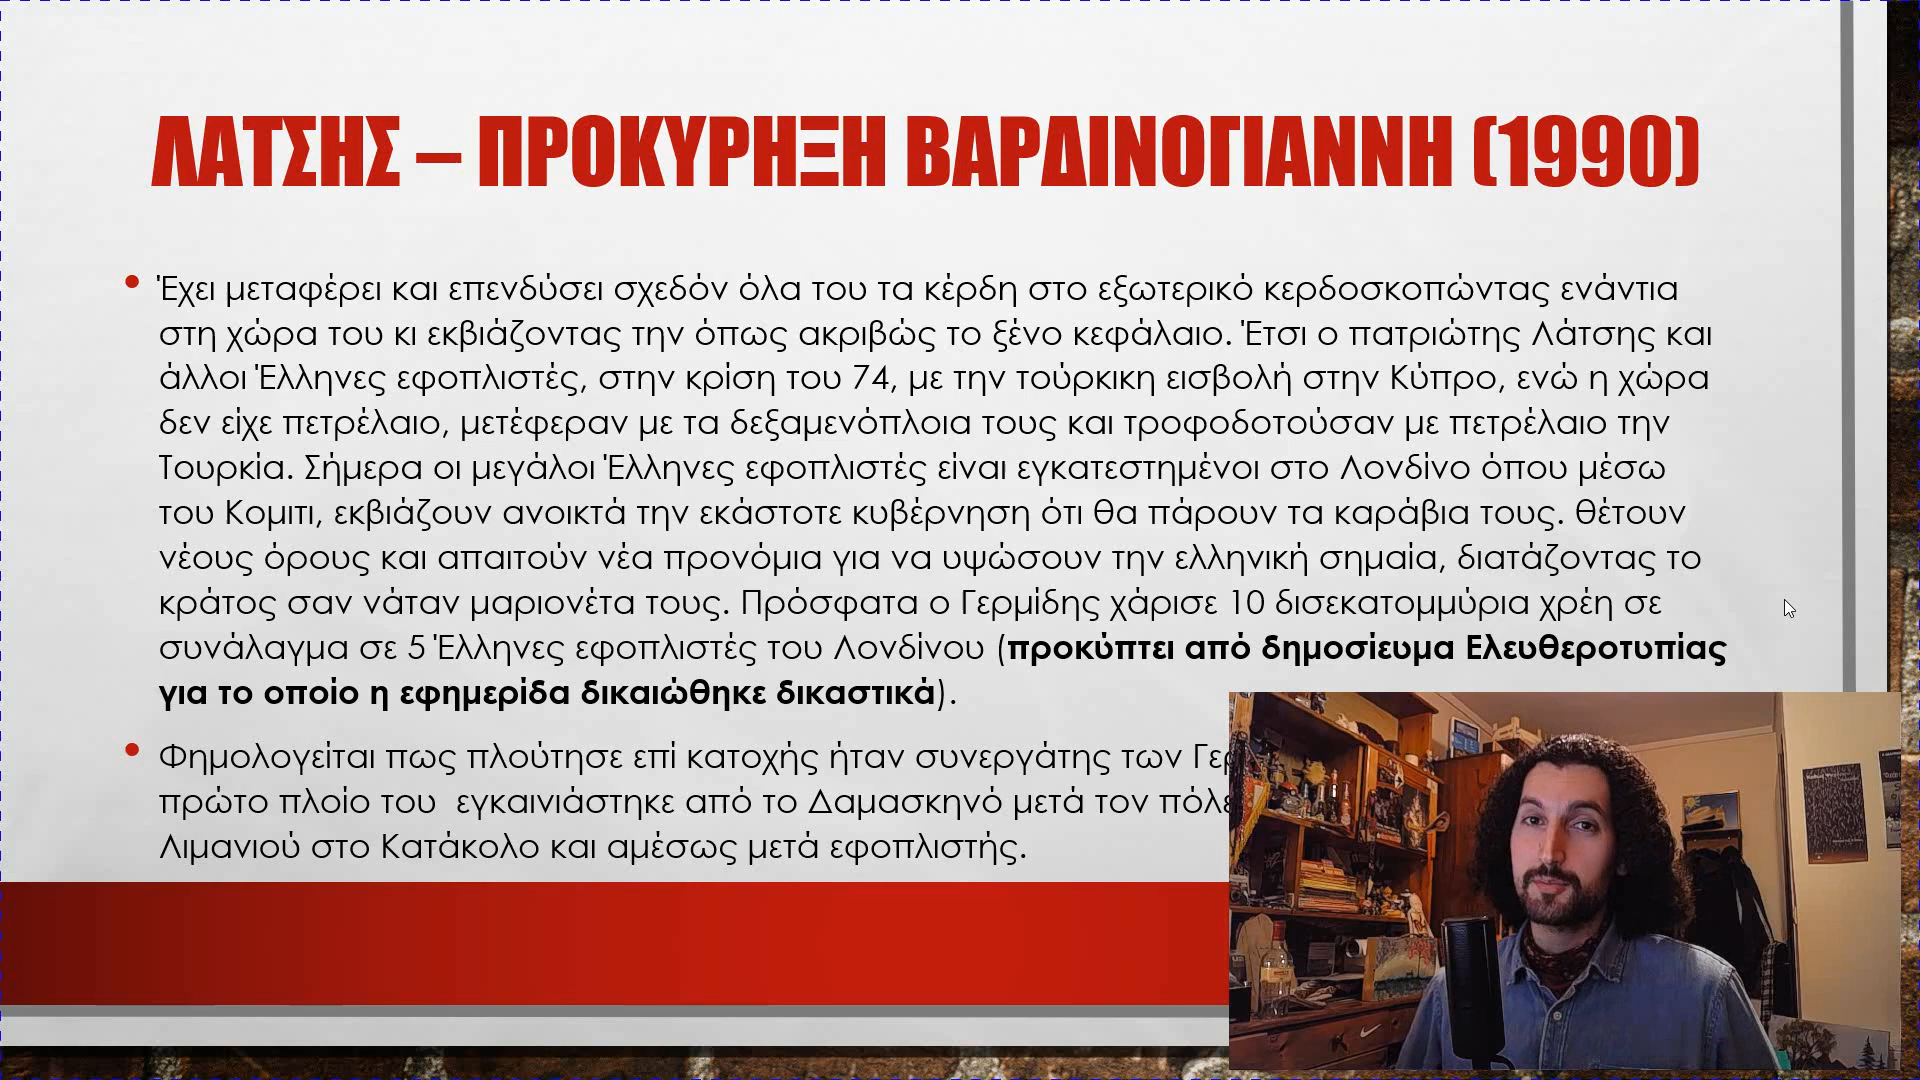 ΛΑΤΣΗΣ – ΠΡΟΚΥΡΗΞΗ ΒΑΡΔΙΝΟΓΙΑΝΝΗ (1990)
• Έχει μεταφέρει και επενδύσει σχεδόν όλα του τα κέρδη στο εξωτερικό κερδοσκοπώντας ενάντια
στη χώρα του κι εκβιάζοντας την όπως ακριβώς το ξένο κεφάλαιο. Έτσι ο πατριώτης Λάτσης και
άλλοι Έλληνες εφοπλιστές, στην κρίση του 74, με την τούρκικη εισβολή στην Κύπρο, ενώ η χώρα
δεν είχε πετρέλαιο, μετέφεραν με τα δεξαμενόπλοια τους και τροφοδοτούσαν με πετρέλαιο την
Τουρκία. Σήμερα οι μεγάλοι Έλληνες εφοπλιστές είναι εγκατεστημένοι στο Λονδίνο όπου μέσω
του Κομιτι, εκβιάζουν ανοικτά την εκάστοτε κυβέρνηση ότι θα πάρουν τα καράβια τους. θέτουν
νέους όρους και απαιτούν νέα προνόμια για να υψώσουν την ελληνική σημαία, διατάζοντας το
κράτος σαν νάταν μαριονέτα τους. Πρόσφατα ο Γερμίδης χάρισε 10 δισεκατομμύρια χρέη σε
συνάλαγμα σε 5 Έλληνες εφοπλιστές του Λονδίνου (προκύπτει από δημοσίευμα Ελευθεροτυπίας
για το οποίο η εφημερίδα δικαιώθηκε δικαστικά).
• Φημολογείται πως πλούτησε επί κατοχής ήταν συνεργάτης των
πρώτο πλοίο του εγκαινιάστηκε από το Δαμασκηνό μετά τον
Λιμανιού στο Κατάκολο και αμέσως μετά εφοπλιστής.